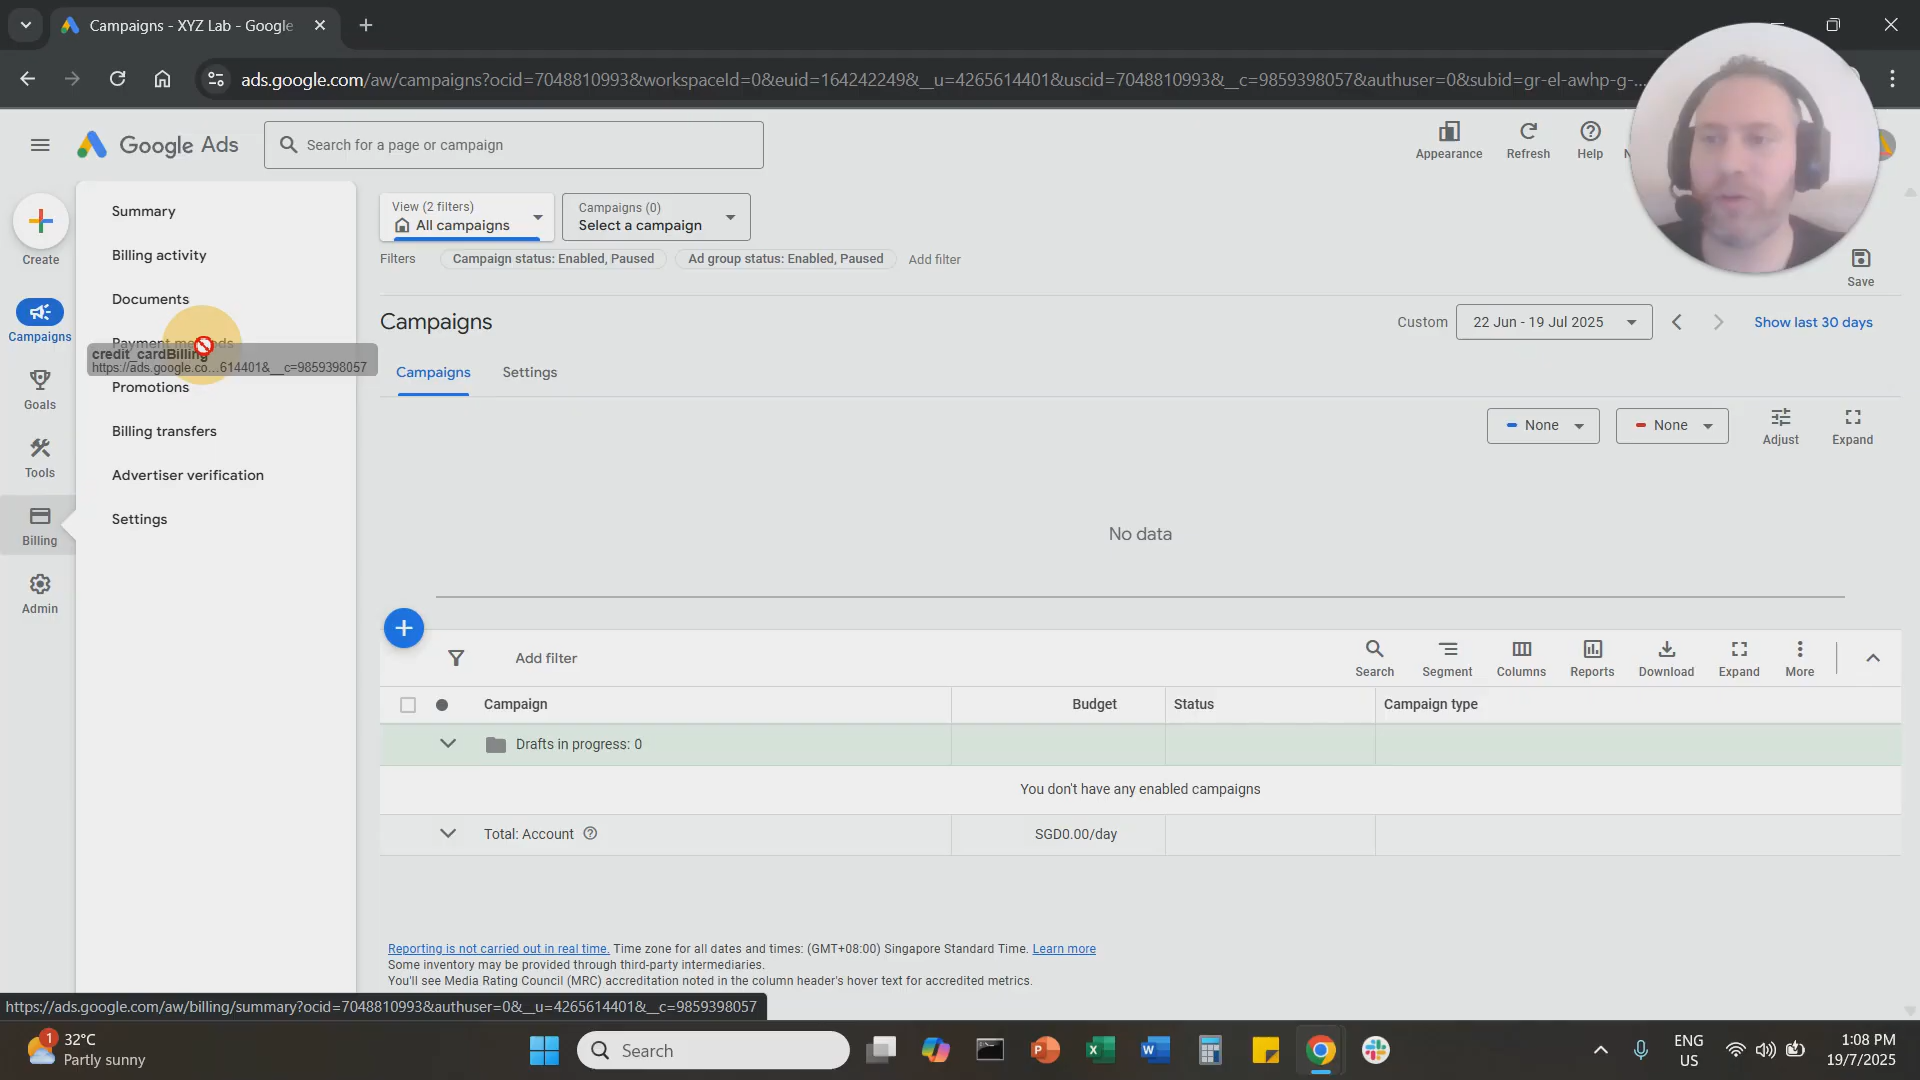 Campaigns - XYZ Lab - Google
ads.google.com/aw/campaigns?ocid=7048810993&workspaceId=0&euid=164242249&__u=4265614401&uscid=7048810993&__c=9859398057&authuser=0&subid=gr-el-awhp-g-...
Google Ads
Search for a page or campaign
Appearance
Refresh
Help
Create
Campaigns
Goals
Tools
Billing
Admin
Summary
Billing activity
Documents
Payment methods
credit_cardBilling
https://ads.google.co...614401&__c=9859398057
Promotions
Billing transfers
Advertiser verification
Settings
View (2 filters)
All campaigns
Campaigns (0)
Select a campaign
Filters
Campaign status: Enabled, Paused
Ad group status: Enabled, Paused
Add filter
Save
Campaigns
Custom
22 Jun - 19 Jul 2025
Show last 30 days
Campaigns
Settings
None
None
Adjust
Expand
No data
Add filter
Search
Segment
Columns
Reports
Download
Expand
More
Campaign
Budget
Status
Campaign type
Drafts in progress: 0
You don't have any enabled campaigns
Total: Account
SGD0.00/day
Reporting is not carried out in real time. Time zone for all dates and times: (GMT+08:00) Singapore Standard Time. Learn more
Some inventory may be provided through third-party intermediaries.
You'll see Media Rating Council (MRC) accreditation noted in the column header's hover text for accredited metrics.
https://ads.google.com/aw/billing/summary?ocid=7048810993&authuser=0&__u=4265614401&__c=9859398057
1
32°C
Partly sunny
Search
ENG
US
1:08 PM
19/7/2025